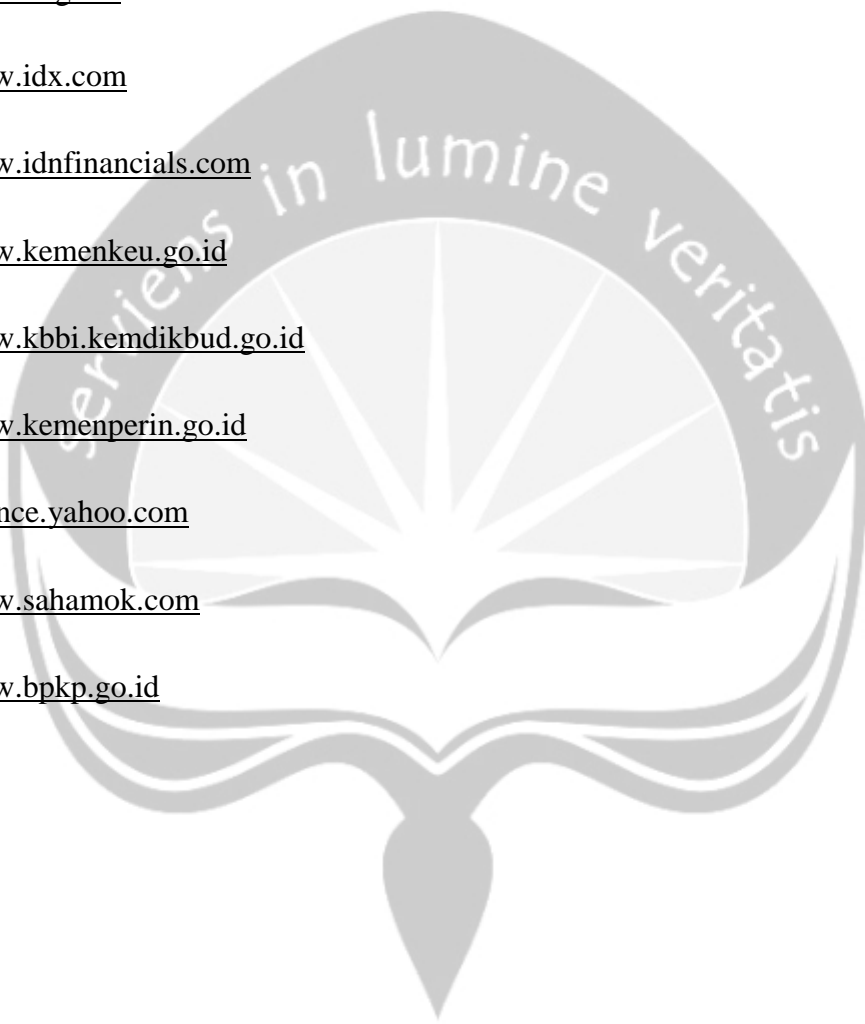 w.idx.com
w.idnfinancials.com
w.kemenkeu.go.id
w.kbbi.kemdikbud.go.id
w.kemenperin.go.id
nce.yahoo.com
w.sahamok.com
w.bpkp.go.id
serviens in lumine veritatis